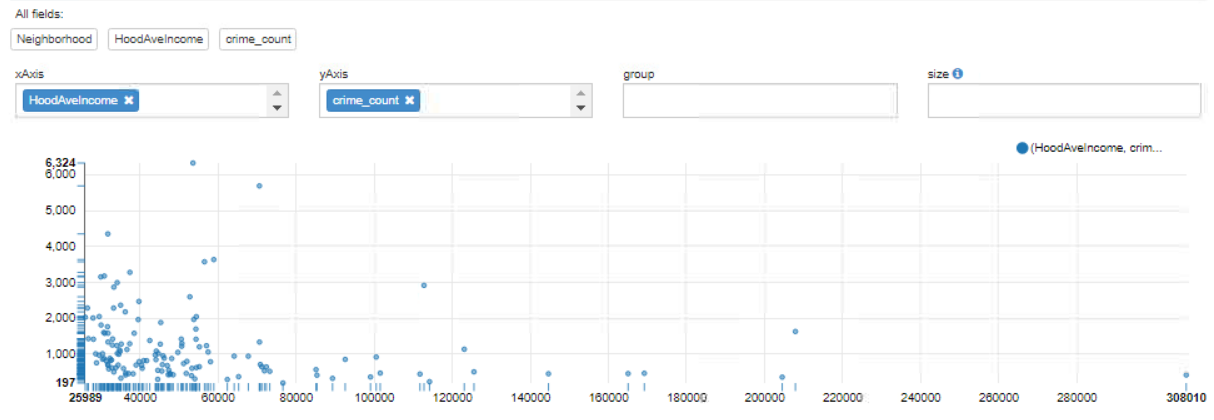 All fields:
Neighborhood HoodAveIncome crime_count
xAxis yAxis group size
HoodAveIncome ✖ crime_count ✖
(HoodAveIncome, crim...
6,324
6,000
5,000
4,000
3,000
2,000
1,000
197
25989 40000 60000 80000 100000 120000 140000 160000 180000 200000 220000 240000 260000 280000 308010